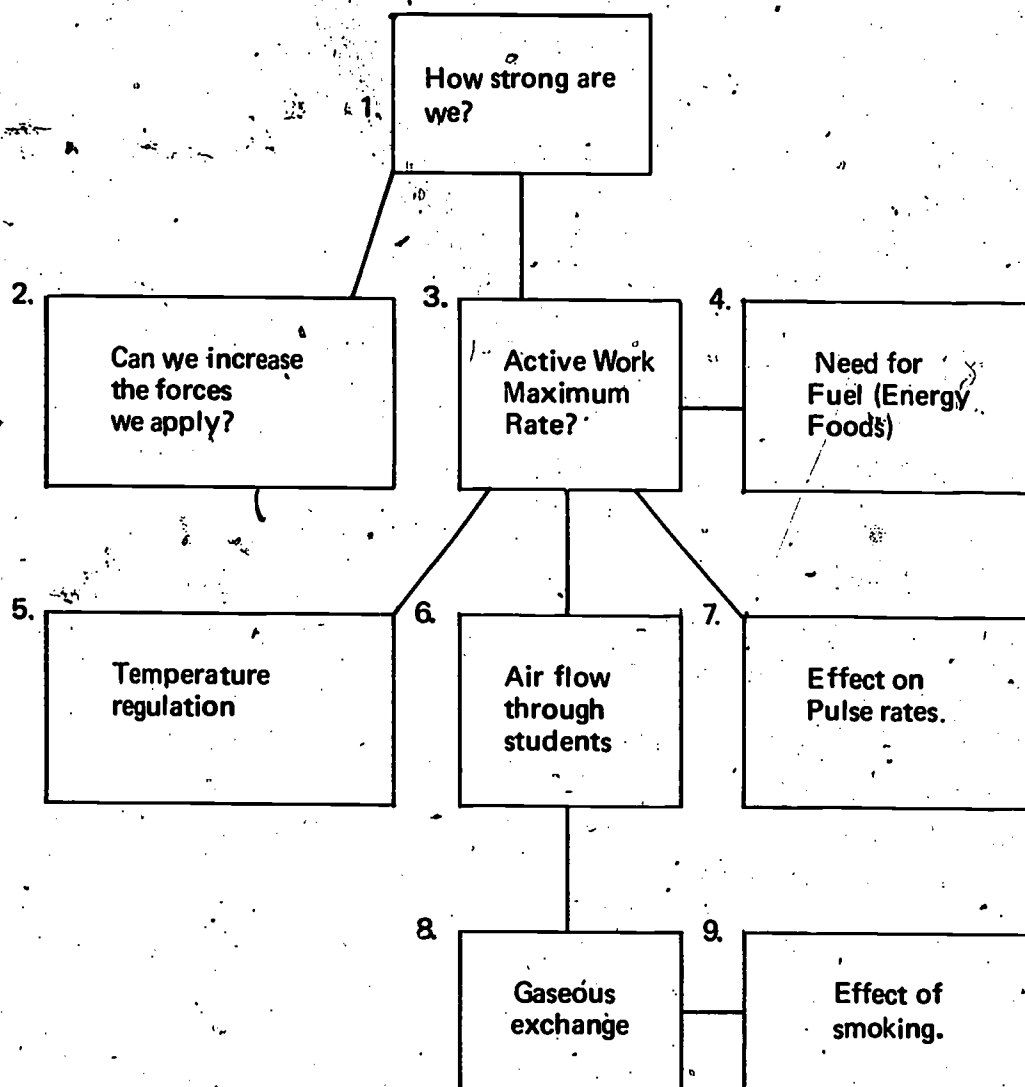 1.
How strong are
we?
2.
Can we increase
the forces
we apply?
3.
Active Work
Maximum
Rate?
4.
Need for
Fuel (Energy
Foods)
5.
Temperature
regulation
6.
Air flow
through
students
7.
Effect on
Pulse rates.
8.
Gaseous
exchange
9.
Effect of
smoking.